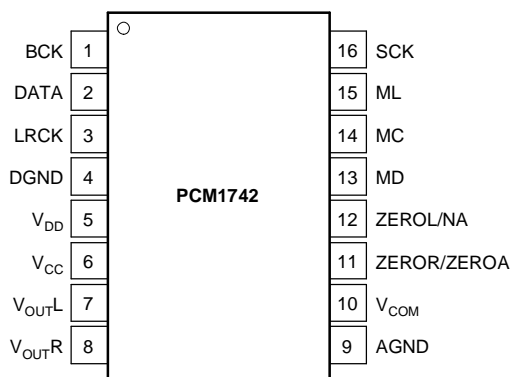 BCK 1 16 SCK
DATA 2 15 ML
LRCK 3 14 MC
DGND 4 13 MD
PCM1742
VDD 5 12 ZEROL/NA
VCC 6 11 ZEROR/ZEROA
VOUTL 7 10 VCOM
VOUTR 8 9 AGND